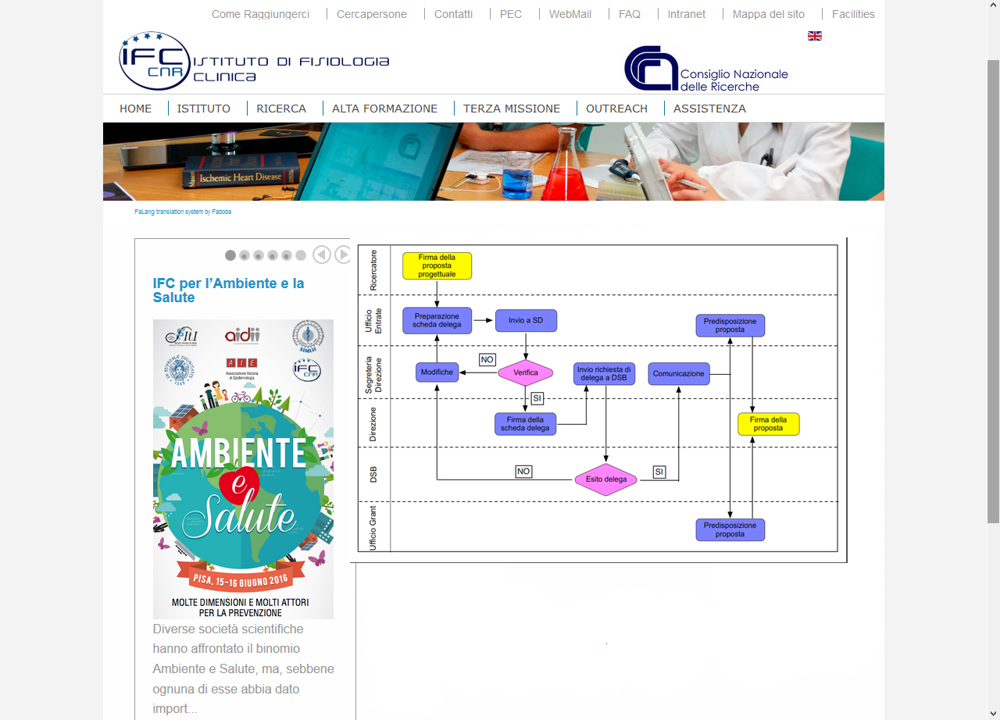 Come Raggiungerci
Cercapersone
Contatti
PEC
WebMail
FAQ
Intranet
Mappa del sito
Facilities
IFC
CNR
ISTITUTO DI FISIOLOGIA
CLINICA
Consiglio Nazionale
delle Ricerche
HOME
ISTITUTO
RICERCA
ALTA FORMAZIONE
TERZA MISSIONE
OUTREACH
ASSISTENZA
Ischemic Heart Disease
FaLang translation system by Faboba
IFC per l'Ambiente e la
Salute
aidii
SIMLII
AIE
Associazione Italiana
di Epidemiologia
IFC
CNR
AMBIENTE
e
Salute
PISA, 15-16 GIUGNO 2016
MOLTE DIMENSIONI E MOLTI ATTORI
PER LA PREVENZIONE
Diverse società scientifiche
hanno affrontato il binomio
Ambiente e Salute, ma, sebbene
ognuna di esse abbia dato
import...
Ricercatore
Firma della
proposta
progettuale
Ufficio
Entrate
Preparazione
scheda delega
Invio a SD
Predisposizione
proposta
Segreteria
Direzione
Modifiche
NO
Verifica
SI
Invio richiesta di
delega a DSB
Comunicazione
Direzione
Firma della
scheda delega
Firma della
proposta
DSB
NO
Esito delega
SI
Ufficio Grant
Predisposizione
proposta